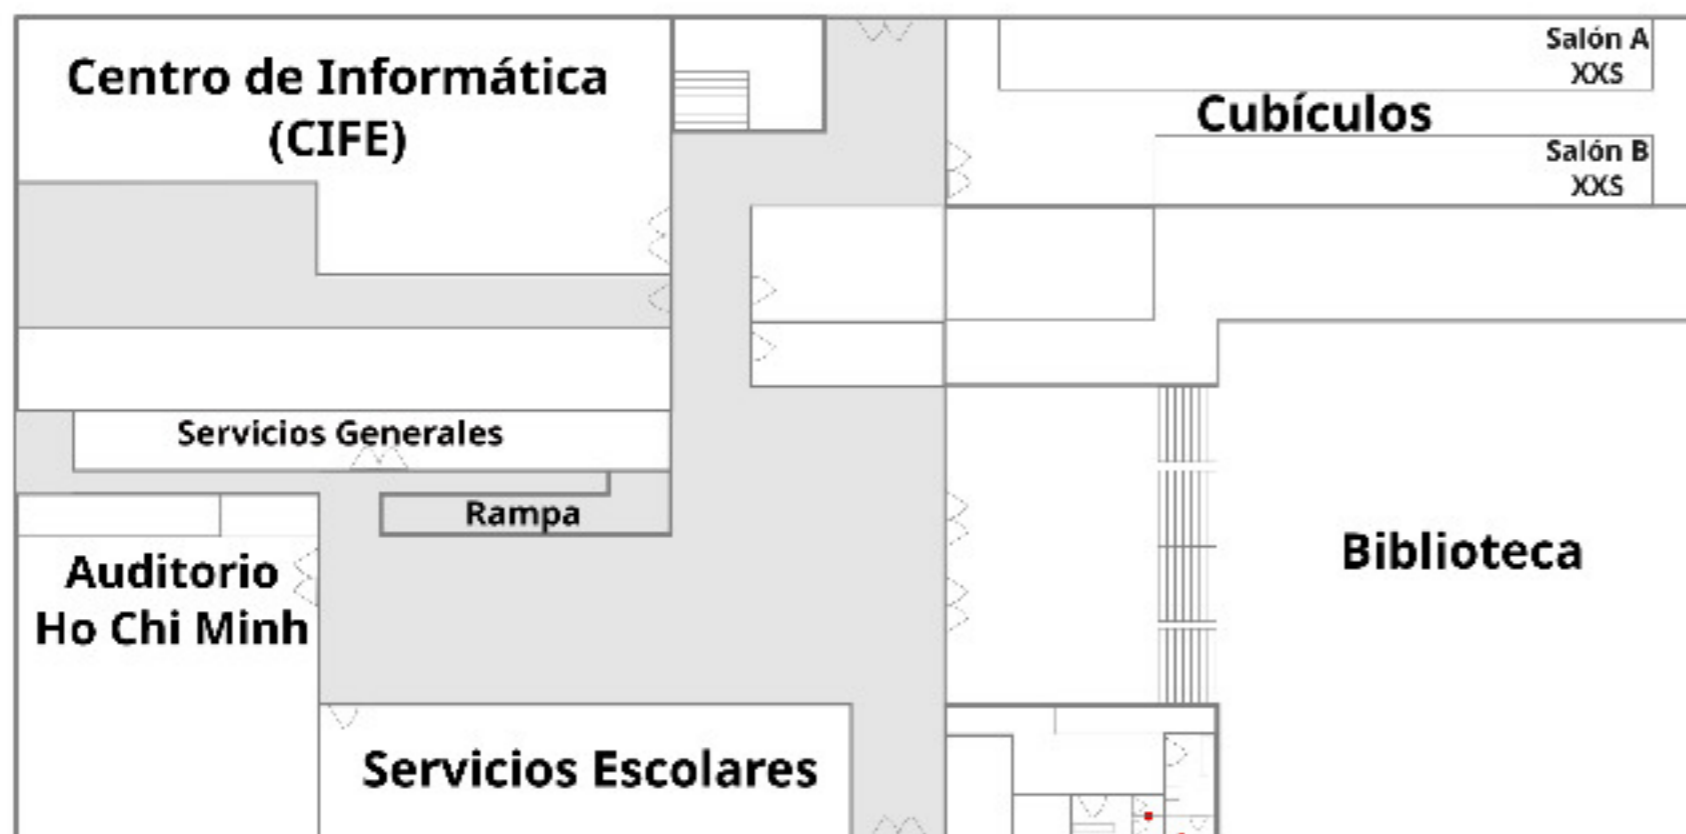 Centro de Informática
(CIFE)
Salón A
XXS
Cubículos
Salón B
XXS
Servicios Generales
Rampa
Auditorio
Ho Chi Minh
Biblioteca
Servicios Escolares